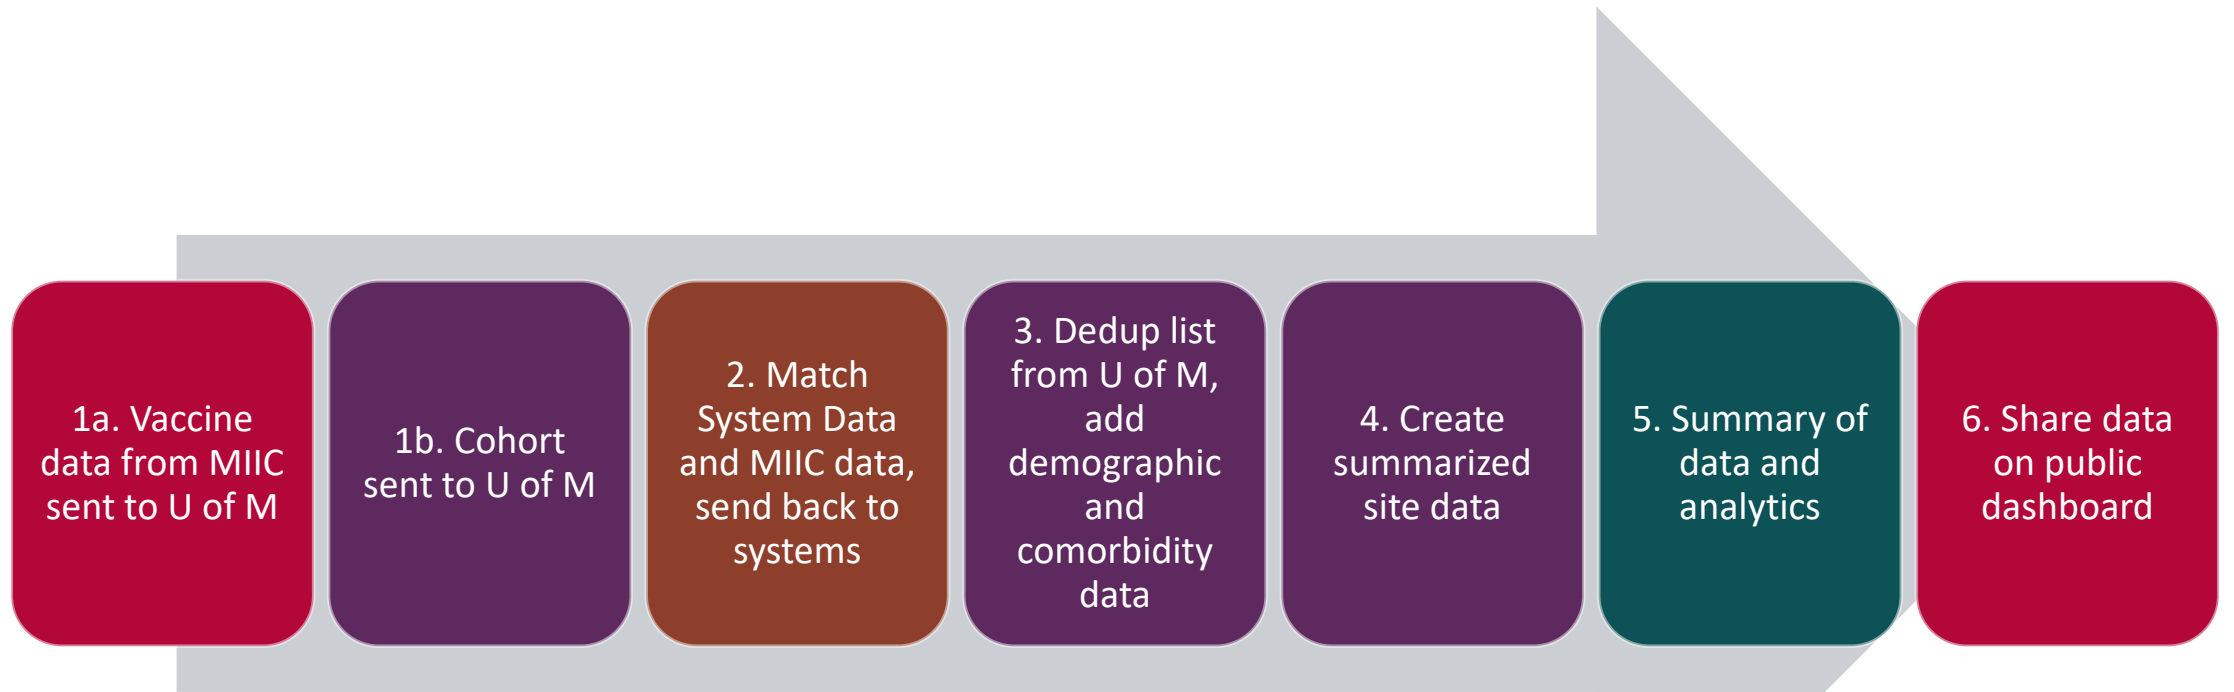 1a. Vaccine
data from MIIC
sent to U of M
1b. Cohort
sent to U of M
2. Match
System Data
and MIIC data,
send back to
systems
3. Dedup list
from U of M,
add
demographic
and
comorbidity
data
4. Create
summarized
site data
5. Summary of
data and
analytics
6. Share data
on public
dashboard